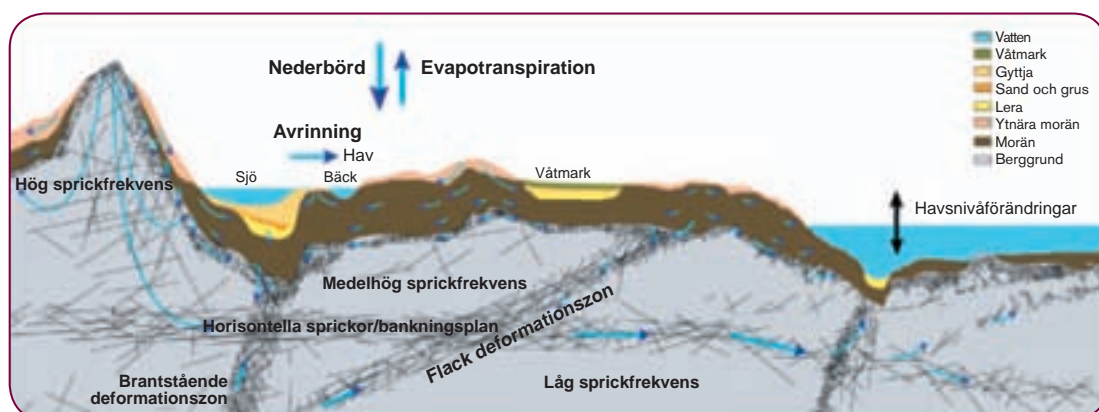 Nederbörd
Evapotranspiration
Avrinning
Hav
Sjö
Bäck
Våtmark
Hög sprickfrekvens
Havsnivåförändringar
Medelhög sprickfrekvens
Horisontella sprickor/bankningsplan
Flack deformationszon
Brantstående
deformationszon
Låg sprickfrekvens
Vatten
Våtmark
Gyttja
Sand och grus
Lera
Ytnära morän
Morän
Berggrund